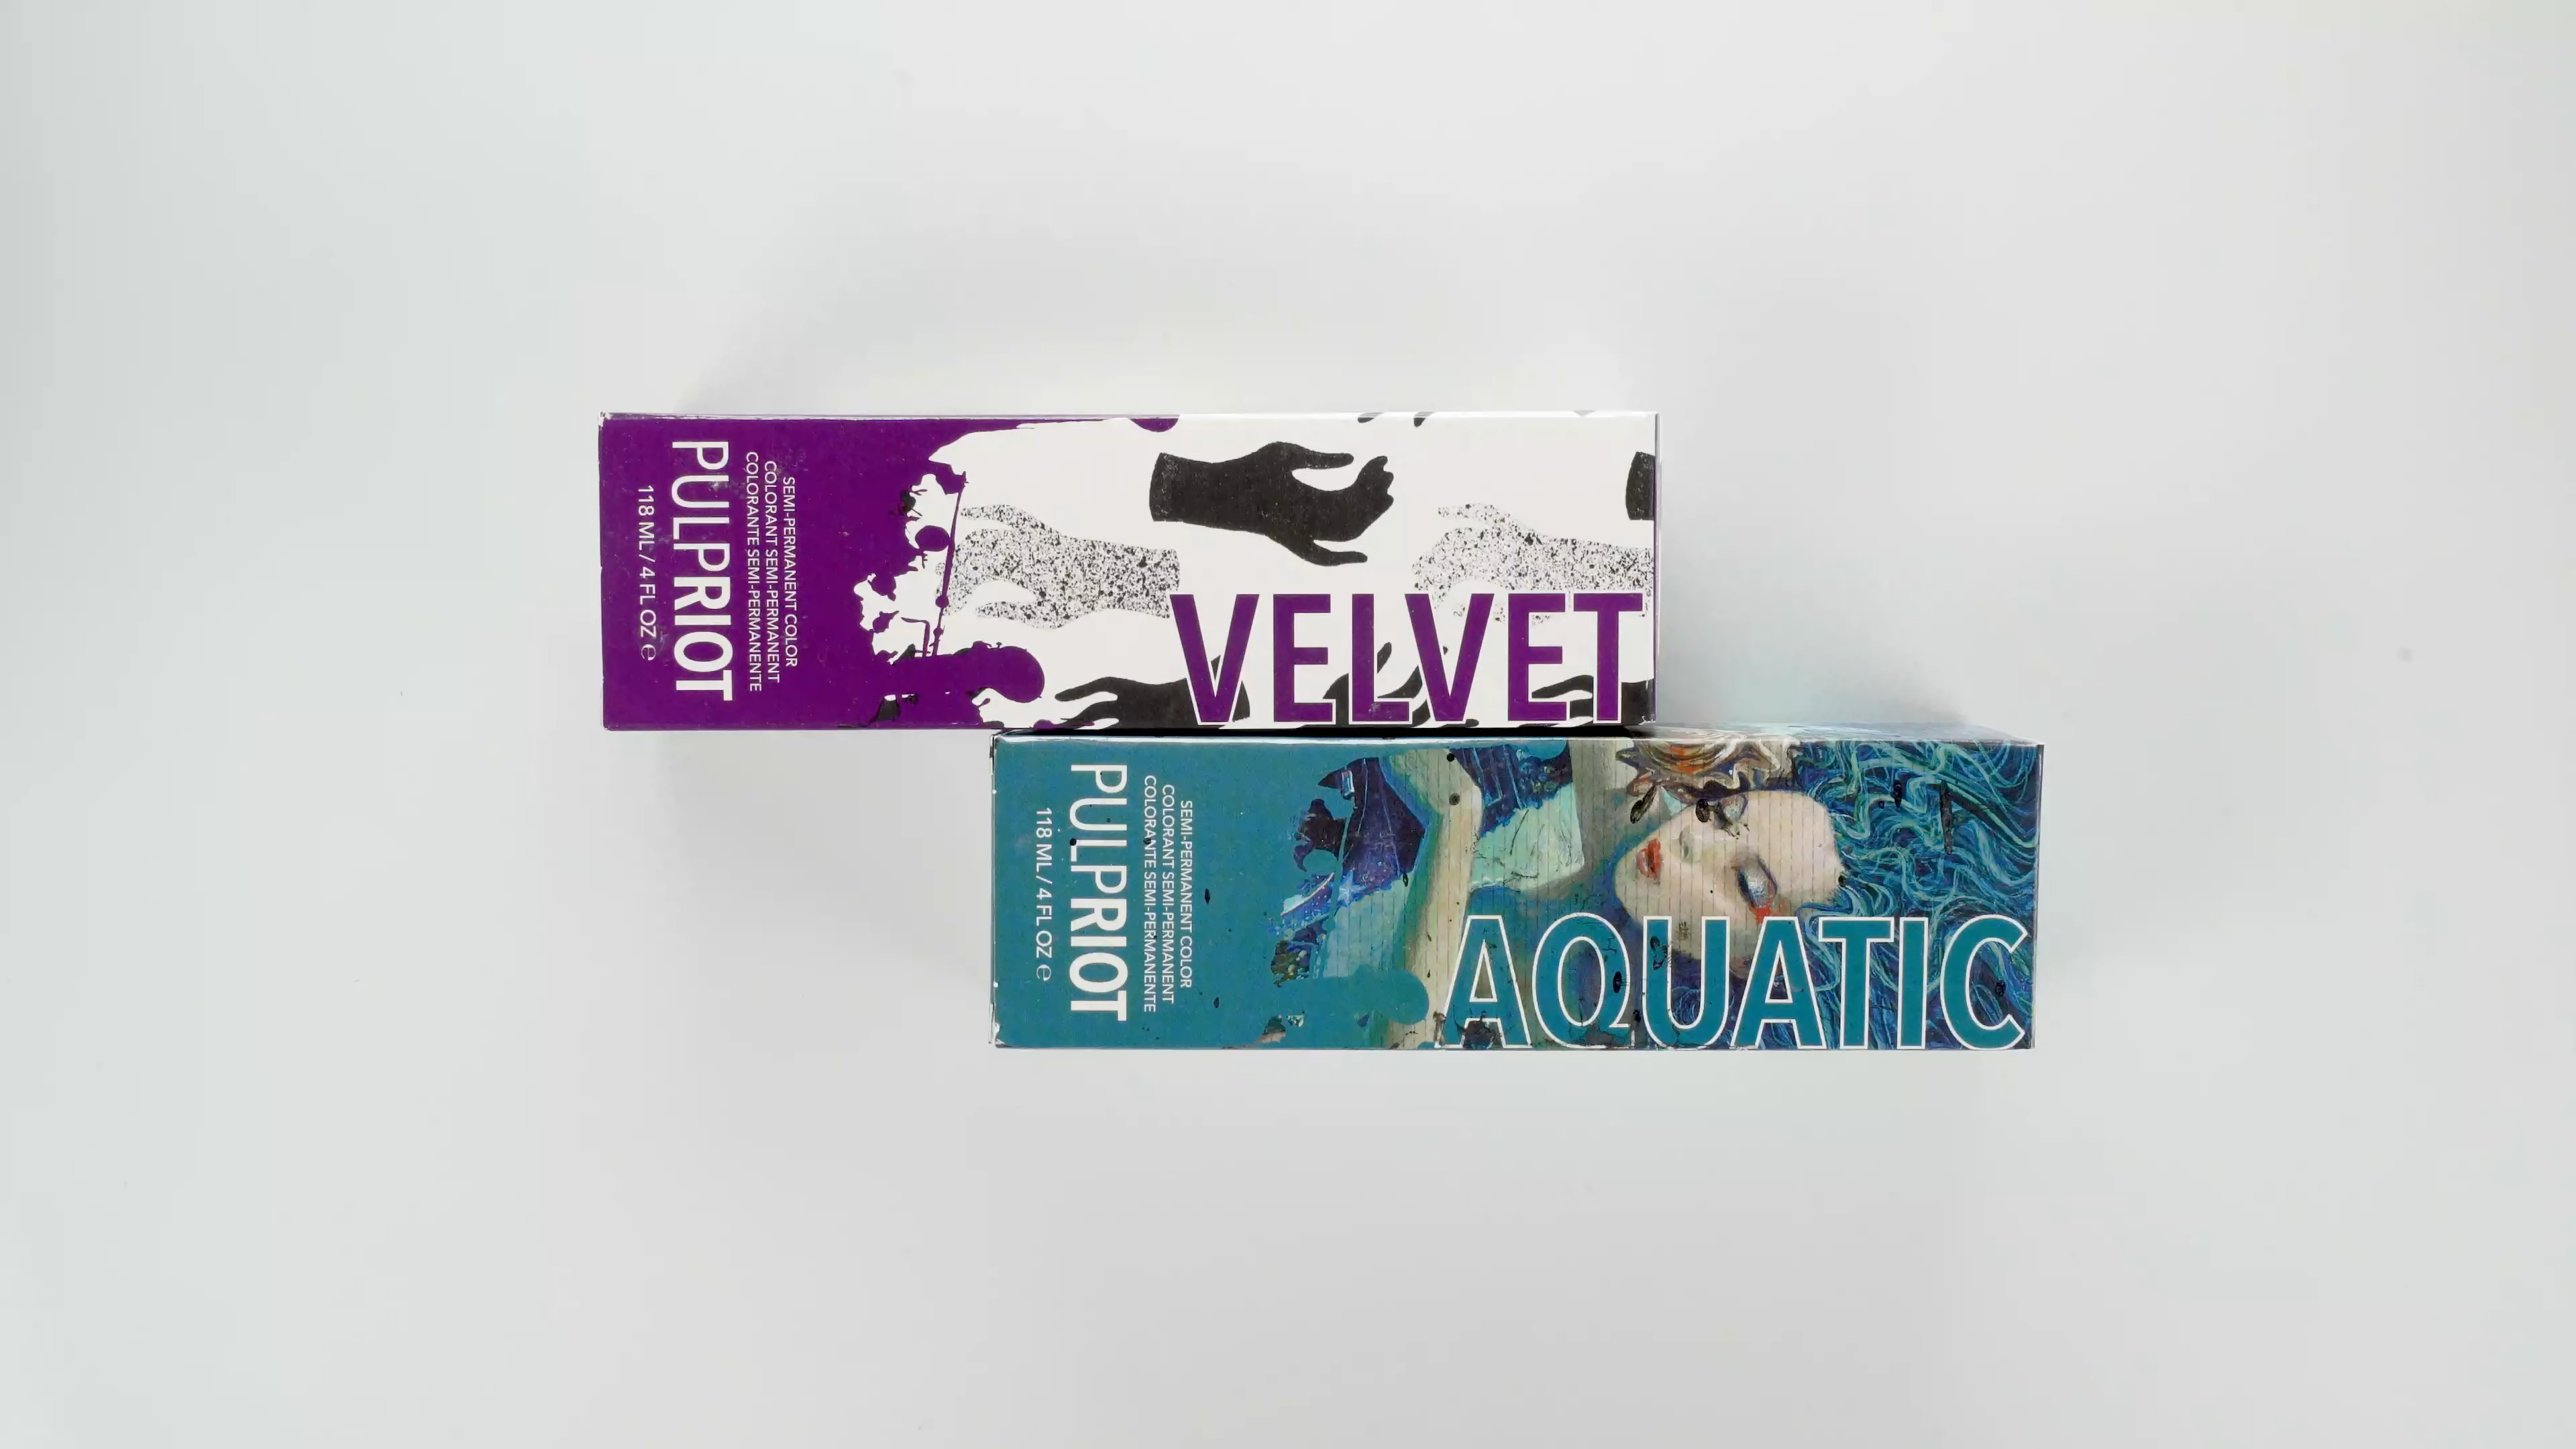 SEMI-PERMANENT COLOR
COLORANT SEMI-PERMANENT
COLORANTE SEMI-PERMANENTE
PULPRIOT
118 ML / 4 FL OZ ℮
VELVET
SEMI-PERMANENT COLOR
COLORANT SEMI-PERMANENT
COLORANTE SEMI-PERMANENTE
PULPRIOT
118 ML / 4 FL OZ ℮
AQUATIC